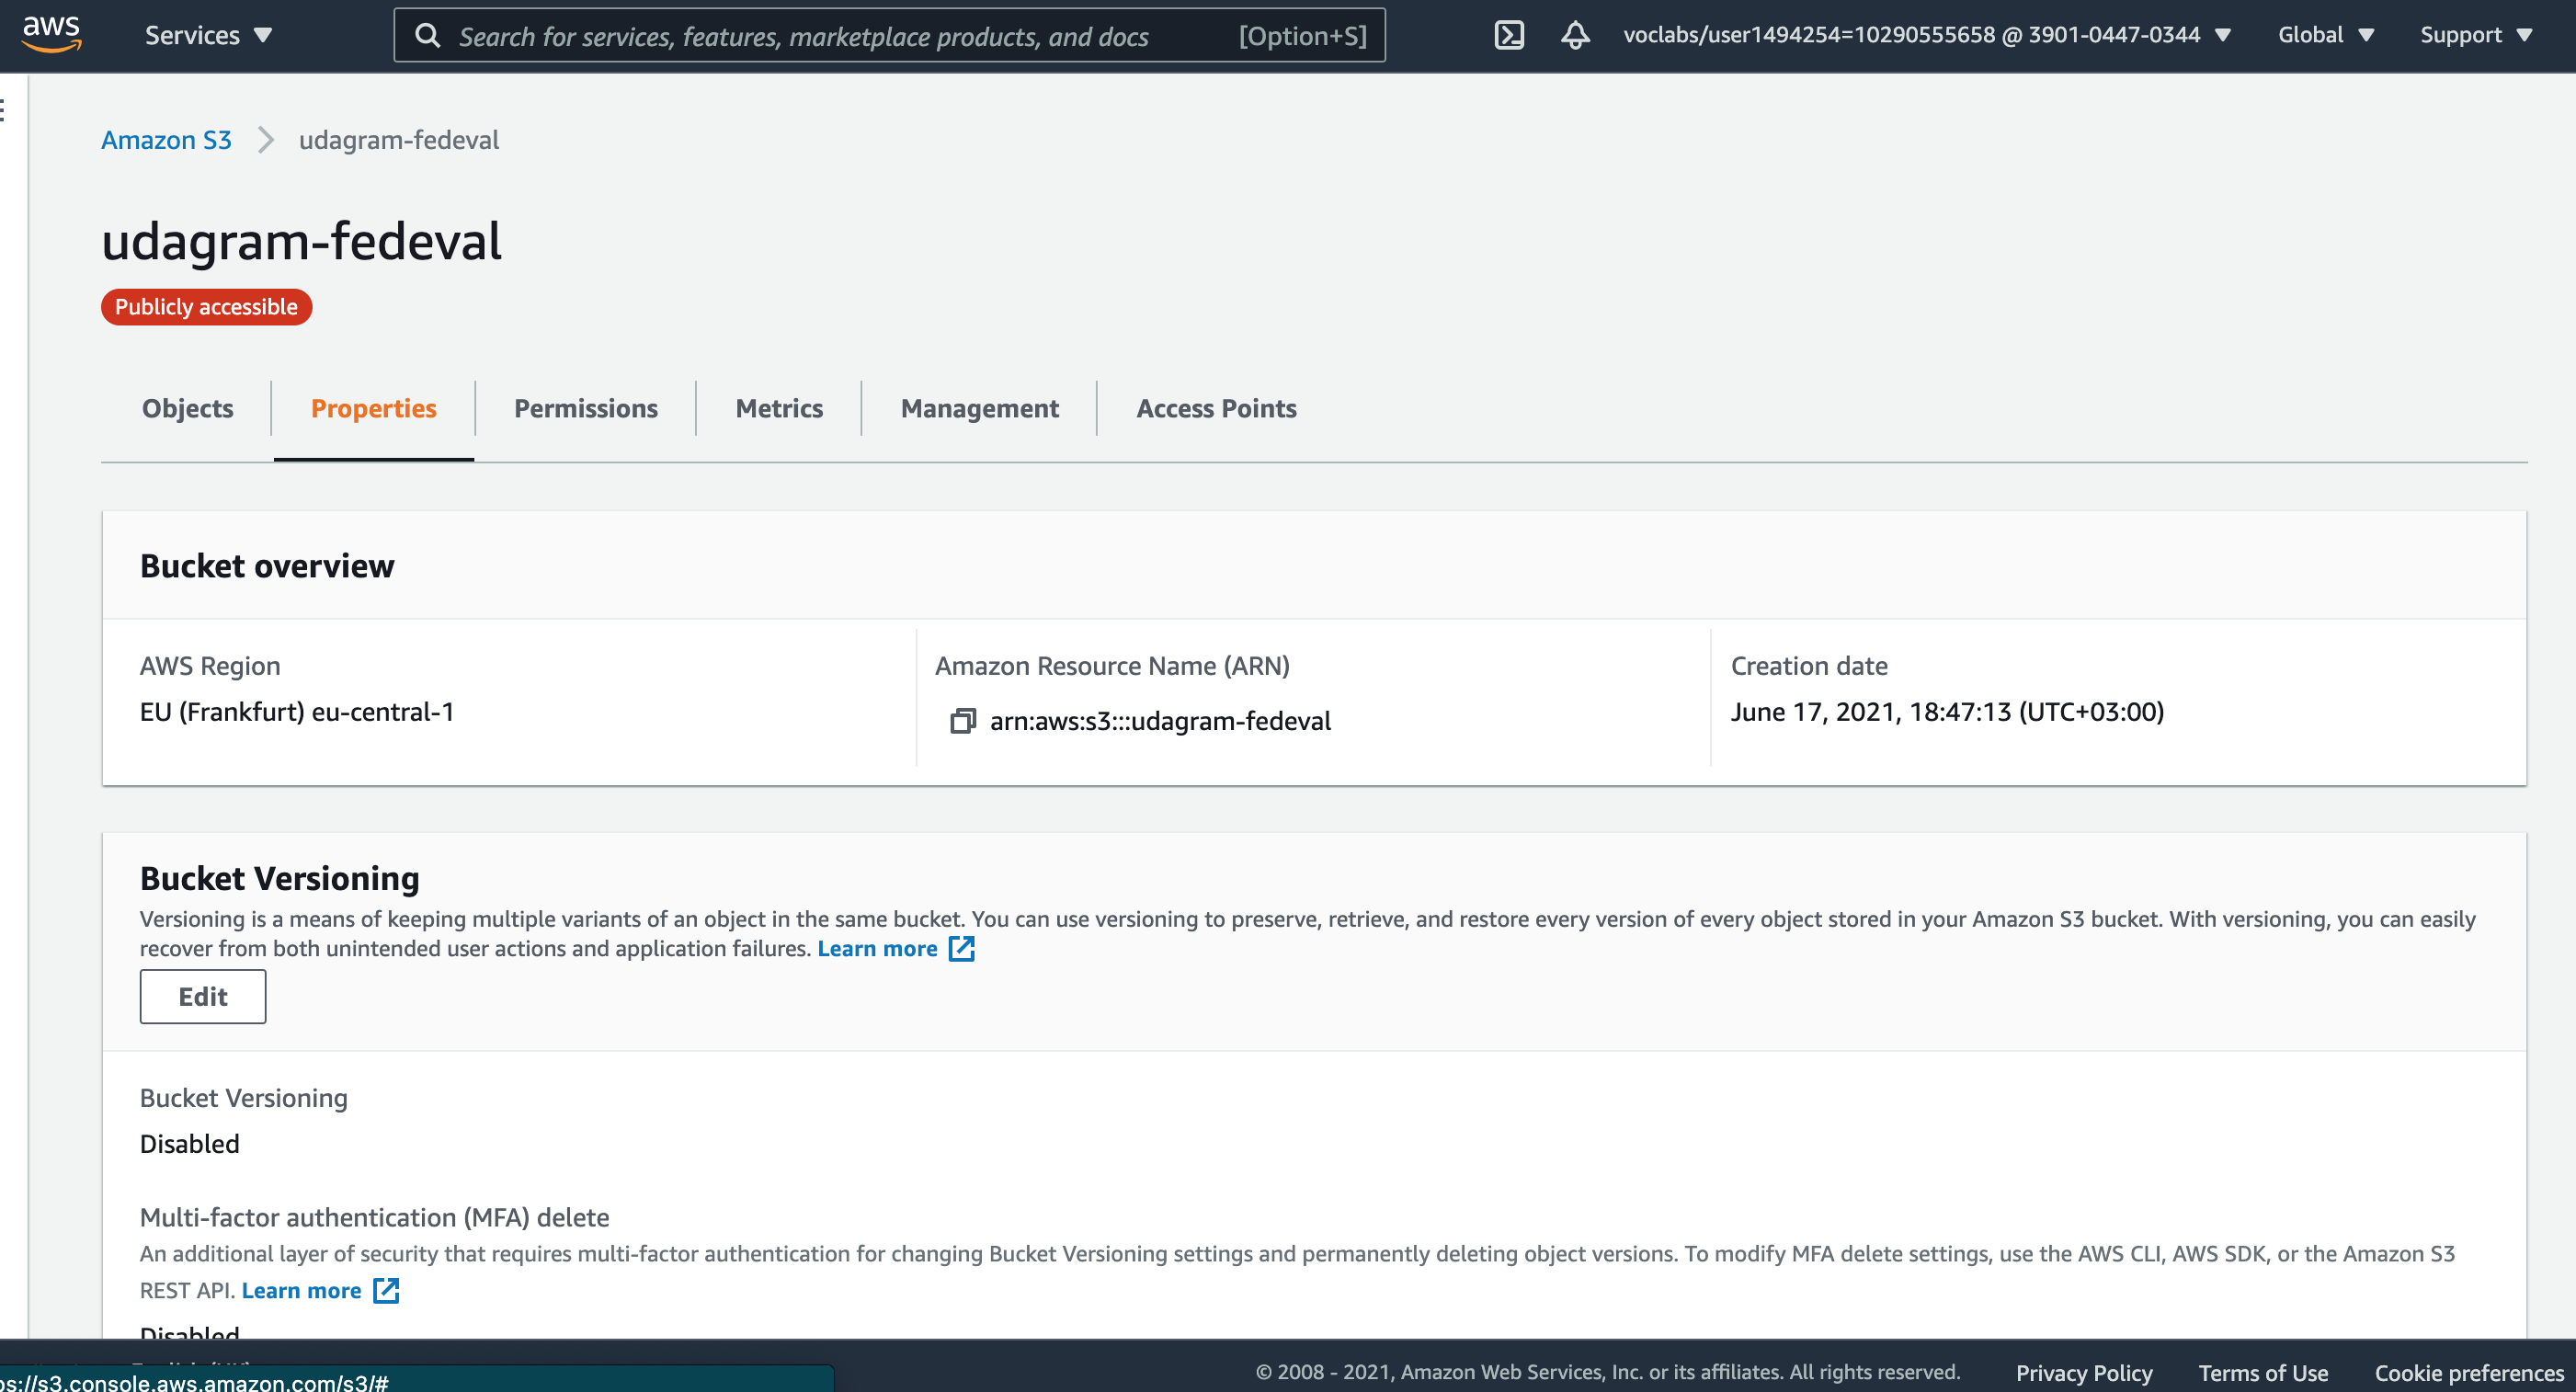 aws Services Search for services, features, marketplace products, and docs [Option+S] voclabs/user1494254=10290555658 @ 3901-0447-0344 Global Support
Amazon S3 udagram-fedeval
udagram-fedeval
Publicly accessible
Objects Properties Permissions Metrics Management Access Points
Bucket overview
AWS Region Amazon Resource Name (ARN) Creation date
EU (Frankfurt) eu-central-1 arn:aws:s3:::udagram-fedeval June 17, 2021, 18:47:13 (UTC+03:00)
Bucket Versioning
Versioning is a means of keeping multiple variants of an object in the same bucket. You can use versioning to preserve, retrieve, and restore every version of every object stored in your Amazon S3 bucket. With versioning, you can easily
recover from both unintended user actions and application failures. Learn more
Edit
Bucket Versioning
Disabled
Multi-factor authentication (MFA) delete
An additional layer of security that requires multi-factor authentication for changing Bucket Versioning settings and permanently deleting object versions. To modify MFA delete settings, use the AWS CLI, AWS SDK, or the Amazon S3
REST API. Learn more
Disabled
© 2008 - 2021, Amazon Web Services, Inc. or its affiliates. All rights reserved. Privacy Policy Terms of Use Cookie preferences
ps://s3.console.aws.amazon.com/s3/#